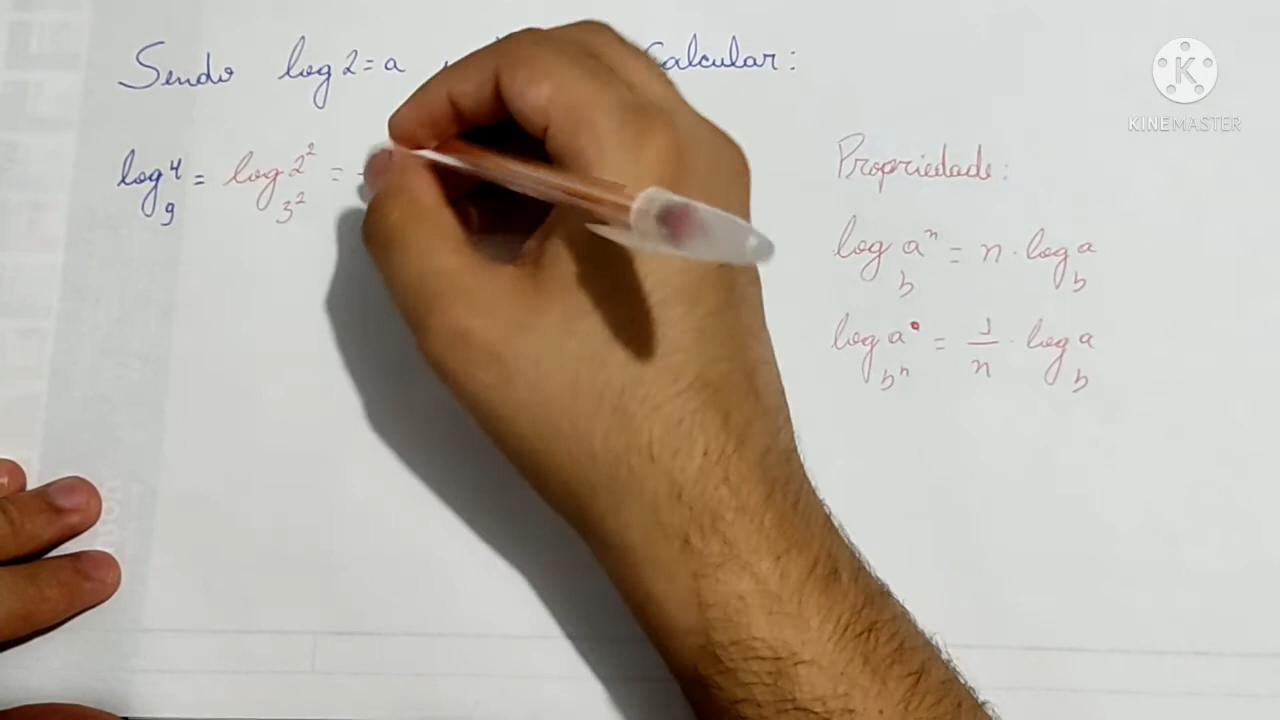 Sendo log 2 = a , Calcular:
log₉ 4 = log₃² 2² =
Propriedade:
log_b aⁿ = n · log_b a
log_bⁿ a = 1/n · log_b a
K
KINEMASTER